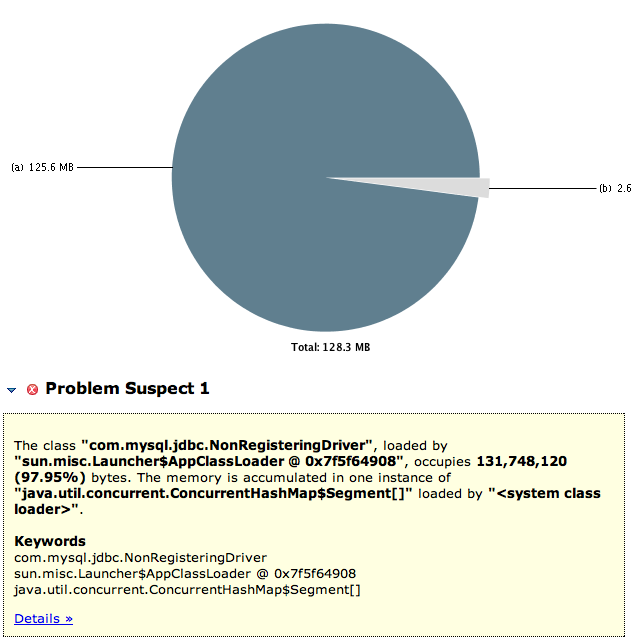 (a) 125.6 MB
(b) 2.6
Total: 128.3 MB
Problem Suspect 1
The class "com.mysql.jdbc.NonRegisteringDriver", loaded by
"sun.misc.Launcher$AppClassLoader @ 0x7f5f64908", occupies 131,748,120
(97.95%) bytes. The memory is accumulated in one instance of
"java.util.concurrent.ConcurrentHashMap$Segment[]" loaded by "<system class
loader>".
Keywords
com.mysql.jdbc.NonRegisteringDriver
sun.misc.Launcher$AppClassLoader @ 0x7f5f64908
java.util.concurrent.ConcurrentHashMap$Segment[]
Details »